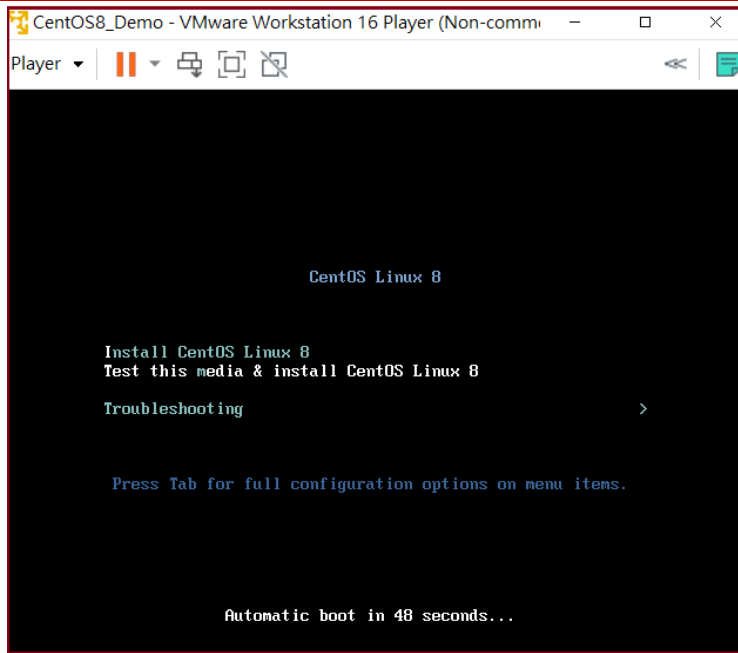 CentOS8_Demo - VMware Workstation 16 Player (Non-comme
Player
CentOS Linux 8
Install CentOS Linux 8
Test this media & install CentOS Linux 8
Troubleshooting >
Press Tab for full configuration options on menu items.
Automatic boot in 48 seconds...